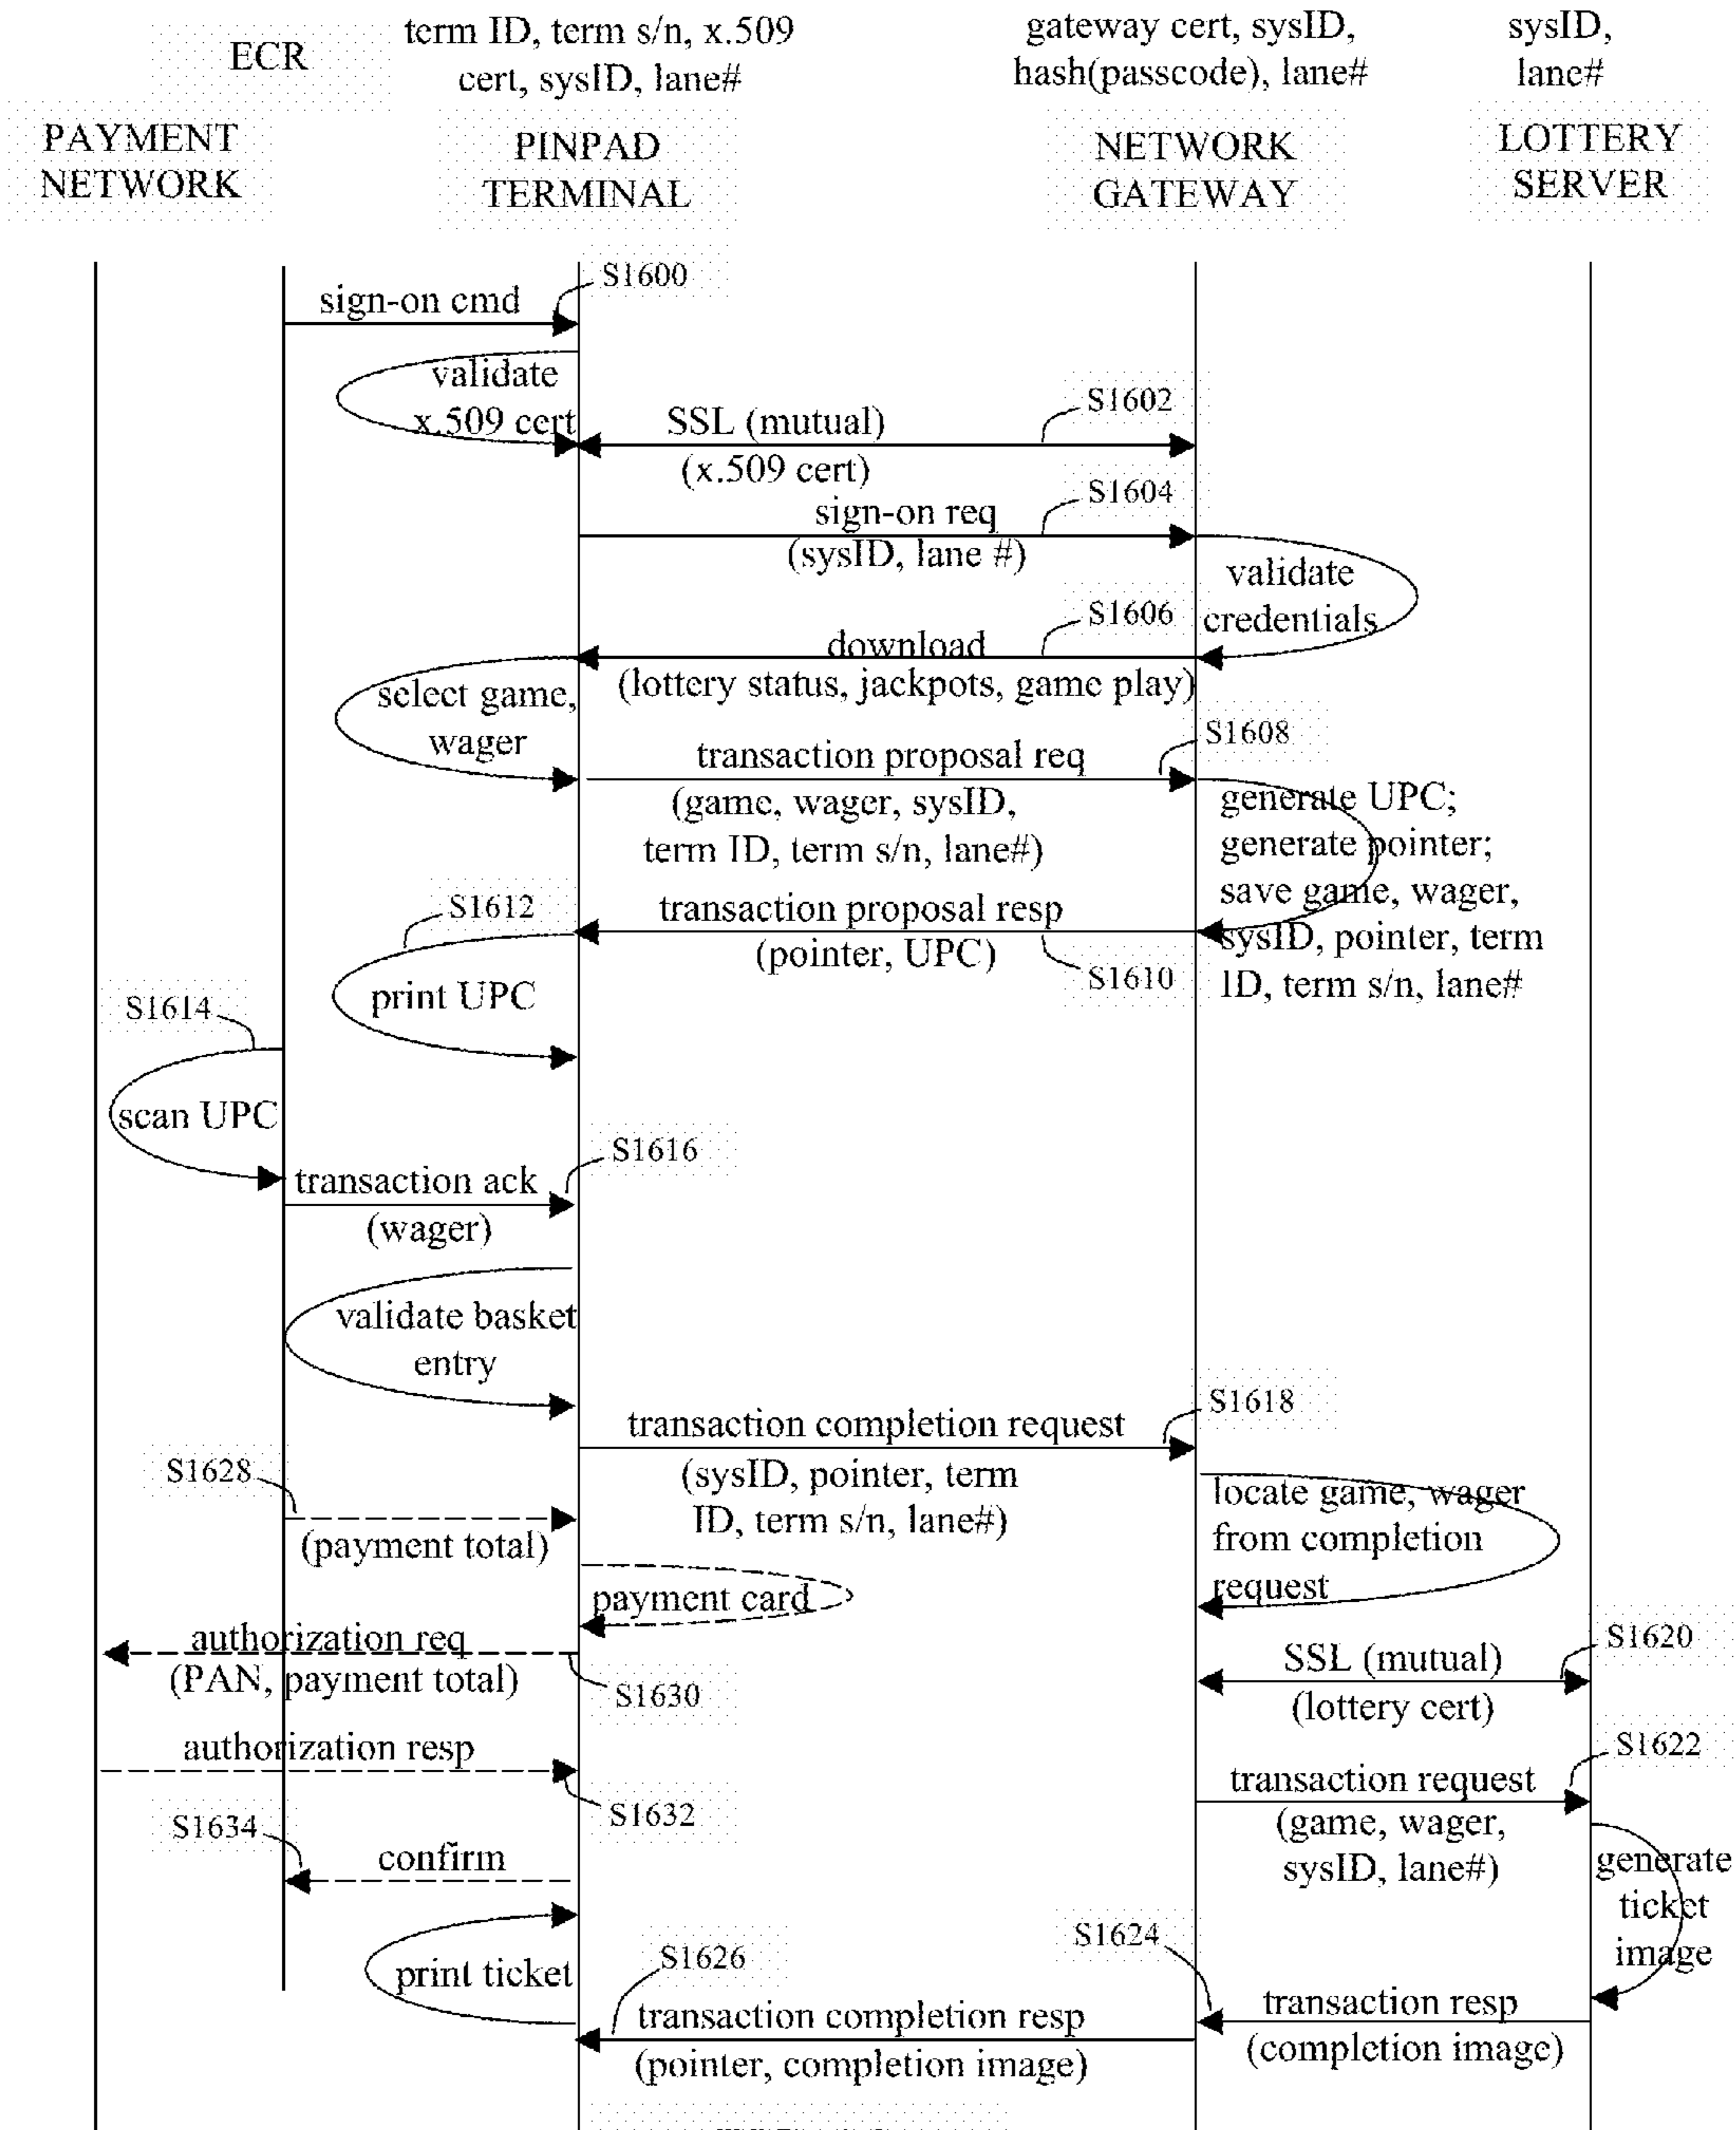 ECR
term ID, term s/n, x.509
cert, sysID, lane#
gateway cert, sysID,
hash(passcode), lane#
sysID,
lane#
PAYMENT
NETWORK
PINPAD
TERMINAL
NETWORK
GATEWAY
LOTTERY
SERVER
S1600
sign-on cmd
validate
x.509 cert
S1602
SSL (mutual)
(x.509 cert)
S1604
sign-on req
(sysID, lane #)
validate
credentials
S1606
download
(lottery status, jackpots, game play)
select game,
wager
S1608
transaction proposal req
(game, wager, sysID,
term ID, term s/n, lane#)
generate UPC;
generate pointer;
save game, wager,
sysID, pointer, term
ID, term s/n, lane#
S1612
transaction proposal resp
(pointer, UPC)
S1610
print UPC
S1614
scan UPC
S1616
transaction ack
(wager)
validate basket
entry
S1618
transaction completion request
(sysID, pointer, term
ID, term s/n, lane#)
S1628
(payment total)
locate game, wager
from completion
request
payment card
authorization req
(PAN, payment total)
S1630
S1620
SSL (mutual)
(lottery cert)
authorization resp
S1632
S1622
transaction request
(game, wager,
sysID, lane#)
S1634
confirm
generate
ticket
image
print ticket
S1626
S1624
transaction resp
(completion image)
transaction completion resp
(pointer, completion image)